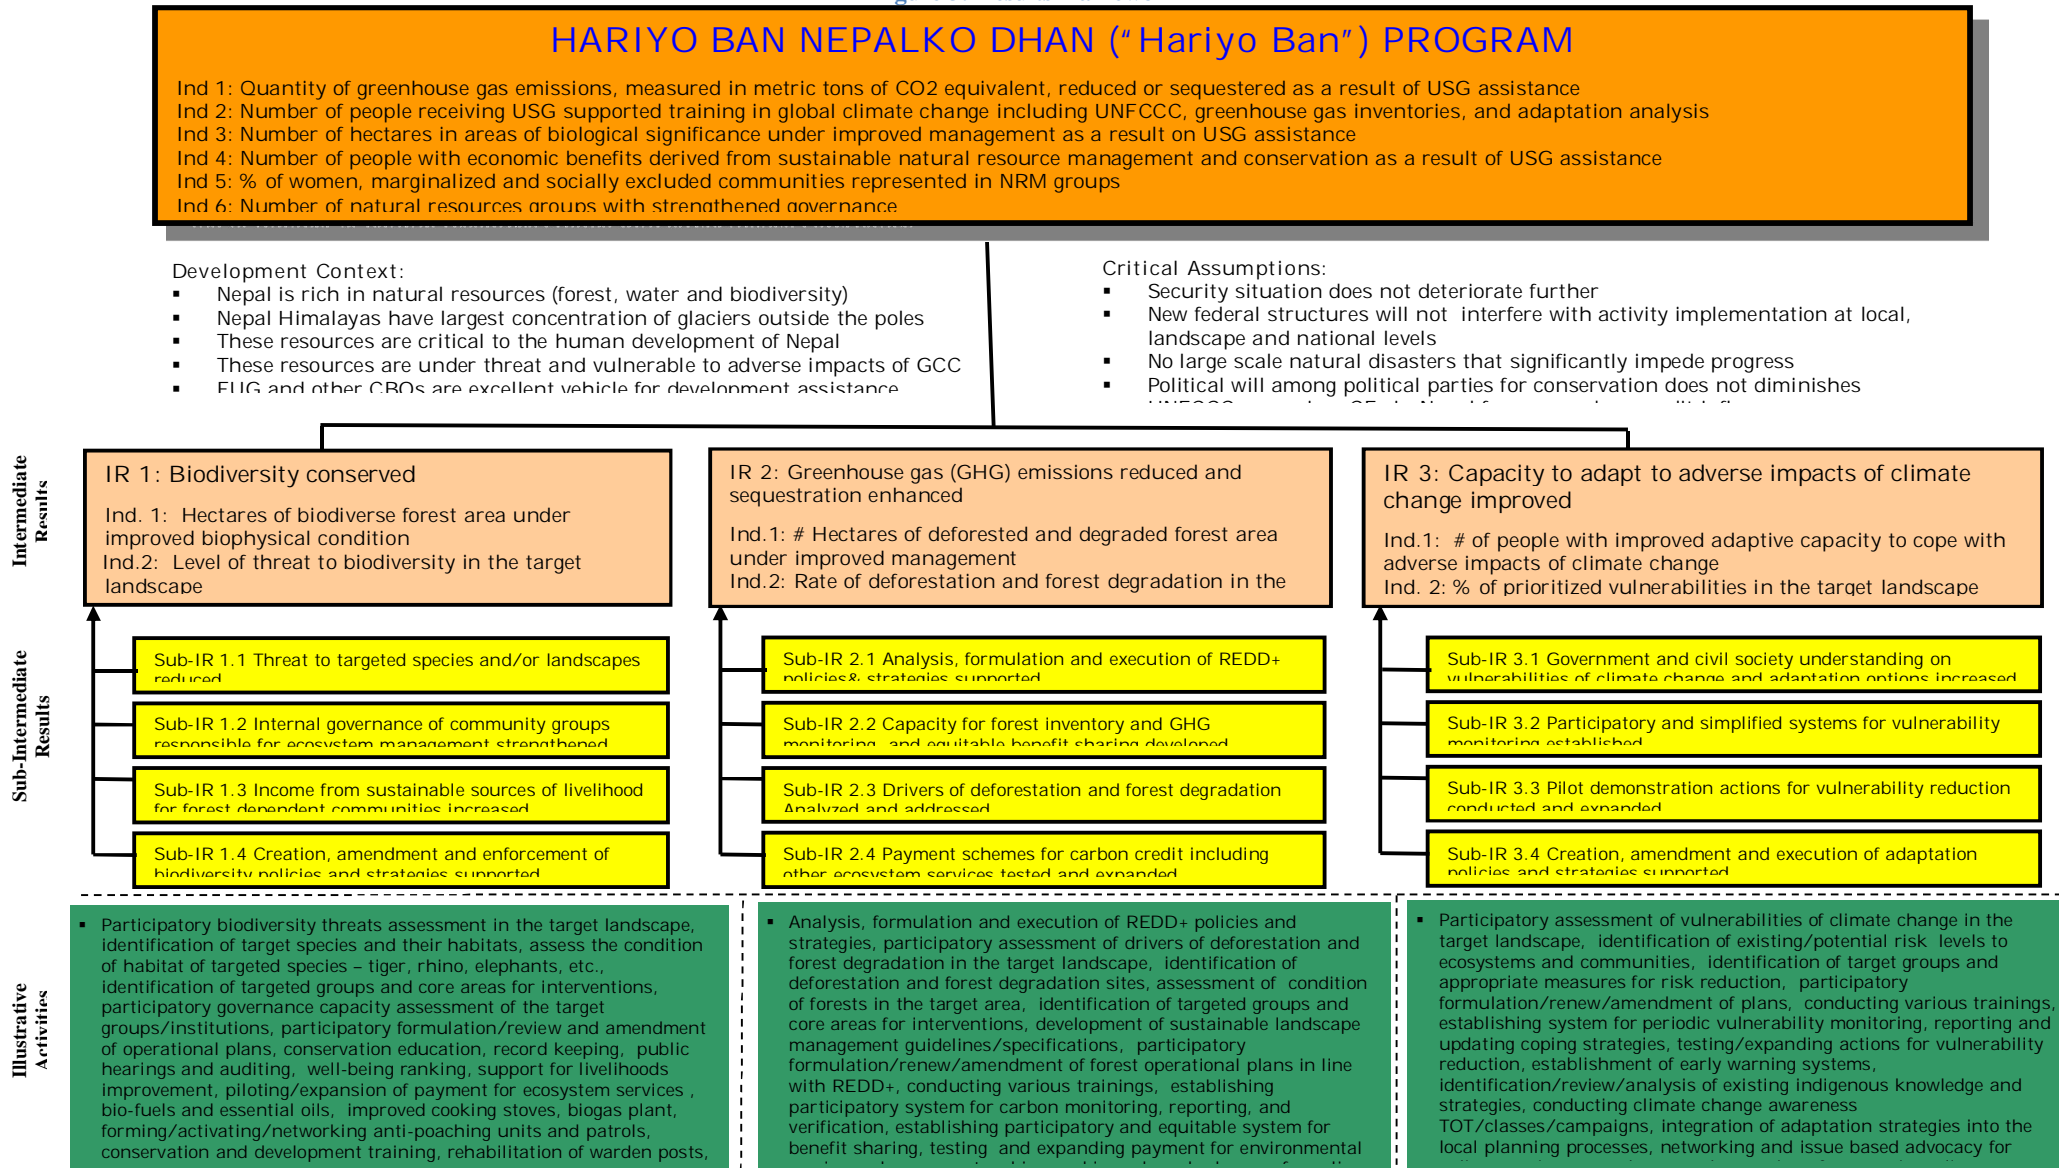 HARIYO BAN NEPALKO DHAN (“Hariyo Ban”) PROGRAM
Ind 1: Quantity of greenhouse gas emissions, measured in metric tons of CO2 equivalent, reduced or sequestered as a result of USG assistance
Ind 2: Number of people receiving USG supported training in global climate change including UNFCCC, greenhouse gas inventories, and adaptation analysis
Ind 3: Number of hectares in areas of biological significance under improved management as a result on USG assistance
Ind 4: Number of people with economic benefits derived from sustainable natural resource management and conservation as a result of USG assistance
Ind 5: % of women, marginalized and socially excluded communities represented in NRM groups
Ind 6: Number of natural resources groups with strengthened governance
Development Context:
▪ Nepal is rich in natural resources (forest, water and biodiversity)
▪ Nepal Himalayas have largest concentration of glaciers outside the poles
▪ These resources are critical to the human development of Nepal
▪ These resources are under threat and vulnerable to adverse impacts of GCC
▪ FUG and other CBOs are excellent vehicle for development assistance
Critical Assumptions:
▪ Security situation does not deteriorate further
▪ New federal structures will not interfere with activity implementation at local,
landscape and national levels
▪ No large scale natural disasters that significantly impede progress
▪ Political will among political parties for conservation does not diminishes
Intermediate
Results
IR 1: Biodiversity conserved
Ind. 1: Hectares of biodiverse forest area under
improved biophysical condition
Ind.2: Level of threat to biodiversity in the target
landscape
IR 2: Greenhouse gas (GHG) emissions reduced and
sequestration enhanced
Ind.1: # Hectares of deforested and degraded forest area
under improved management
Ind.2: Rate of deforestation and forest degradation in the
IR 3: Capacity to adapt to adverse impacts of climate
change improved
Ind.1: # of people with improved adaptive capacity to cope with
adverse impacts of climate change
Ind. 2: % of prioritized vulnerabilities in the target landscape
Sub-Intermediate
Results
Sub-IR 1.1 Threat to targeted species and/or landscapes
reduced
Sub-IR 1.2 Internal governance of community groups
responsible for ecosystem management strengthened
Sub-IR 1.3 Income from sustainable sources of livelihood
for forest dependent communities increased
Sub-IR 1.4 Creation, amendment and enforcement of
biodiversity policies and strategies supported
Sub-IR 2.1 Analysis, formulation and execution of REDD+
policies& strategies supported
Sub-IR 2.2 Capacity for forest inventory and GHG
monitoring, and equitable benefit sharing developed
Sub-IR 2.3 Drivers of deforestation and forest degradation
Analyzed and addressed
Sub-IR 2.4 Payment schemes for carbon credit including
other ecosystem services tested and expanded
Sub-IR 3.1 Government and civil society understanding on
vulnerabilities of climate change and adaptation options increased
Sub-IR 3.2 Participatory and simplified systems for vulnerability
monitoring established
Sub-IR 3.3 Pilot demonstration actions for vulnerability reduction
conducted and expanded
Sub-IR 3.4 Creation, amendment and execution of adaptation
policies and strategies supported
Illustrative
Activities
▪ Participatory biodiversity threats assessment in the target landscape,
identification of target species and their habitats, assess the condition
of habitat of targeted species – tiger, rhino, elephants, etc.,
identification of targeted groups and core areas for interventions,
participatory governance capacity assessment of the target
groups/institutions, participatory formulation/review and amendment
of operational plans, conservation education, record keeping, public
hearings and auditing, well-being ranking, support for livelihoods
improvement, piloting/expansion of payment for ecosystem services ,
bio-fuels and essential oils, improved cooking stoves, biogas plant,
forming/activating/networking anti-poaching units and patrols,
conservation and development training, rehabilitation of warden posts,
▪ Analysis, formulation and execution of REDD+ policies and
strategies, participatory assessment of drivers of deforestation and
forest degradation in the target landscape, identification of
deforestation and forest degradation sites, assessment of condition
of forests in the target area, identification of targeted groups and
core areas for interventions, development of sustainable landscape
management guidelines/specifications, participatory
formulation/renew/amendment of forest operational plans in line
with REDD+, conducting various trainings, establishing
participatory system for carbon monitoring, reporting, and
verification, establishing participatory and equitable system for
benefit sharing, testing and expanding payment for environmental
▪ Participatory assessment of vulnerabilities of climate change in the
target landscape, identification of existing/potential risk levels to
ecosystems and communities, identification of target groups and
appropriate measures for risk reduction, participatory
formulation/renew/amendment of plans, conducting various trainings,
establishing system for periodic vulnerability monitoring, reporting and
updating coping strategies, testing/expanding actions for vulnerability
reduction, establishment of early warning systems,
identification/review/analysis of existing indigenous knowledge and
strategies, conducting climate change awareness
TOT/classes/campaigns, integration of adaptation strategies into the
local planning processes, networking and issue based advocacy for